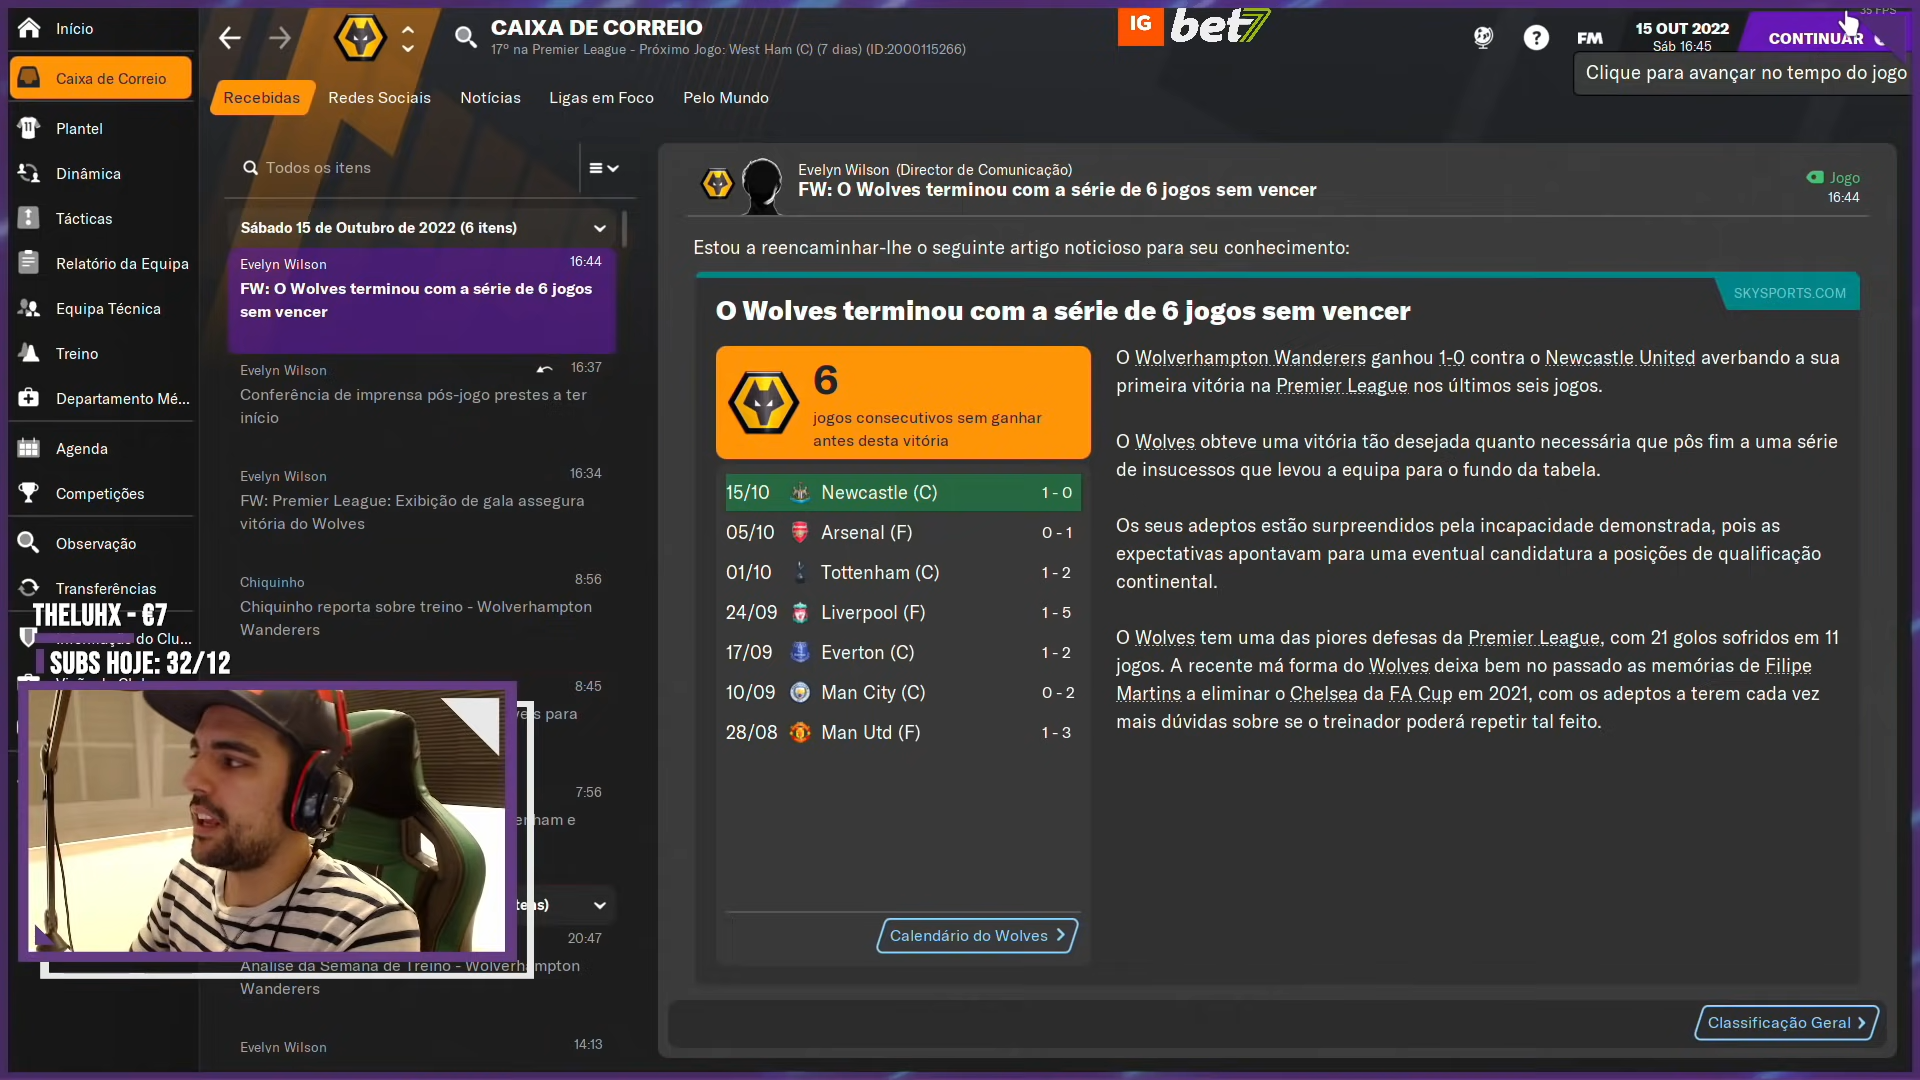 Início
Caixa de Correio
Plantel
Dinâmica
Tácticas
Relatório da Equipa
Equipa Técnica
Treino
Departamento Mé...
Agenda
Competições
Observação
Transferências
THELUHX - €7
do Clu...
SUBS HOJE: 32/12
CAIXA DE CORREIO
17º na Premier League - Próximo Jogo: West Ham (C) (7 dias) (ID:2000115266)
IG bet7
FM
15 OUT 2022
Sáb 16:45
35 FPS
CONTINUAR
Clique para avançar no tempo do jogo
Recebidas
Redes Sociais
Notícias
Ligas em Foco
Pelo Mundo
Todos os itens
Sábado 15 de Outubro de 2022 (6 itens)
Evelyn Wilson 16:44
FW: O Wolves terminou com a série de 6 jogos
sem vencer
Evelyn Wilson 16:37
Conferência de imprensa pós-jogo prestes a ter
início
Evelyn Wilson 16:34
FW: Premier League: Exibição de gala assegura
vitória do Wolves
Chiquinho 8:56
Chiquinho reporta sobre treino - Wolverhampton
Wanderers
8:45
para
7:56
20:47
Análise da Semana de Treino - Wolverhampton
Wanderers
Evelyn Wilson 14:13
Evelyn Wilson (Director de Comunicação)
FW: O Wolves terminou com a série de 6 jogos sem vencer
Jogo
16:44
Estou a reencaminhar-lhe o seguinte artigo noticioso para seu conhecimento:
SKYSPORTS.COM
O Wolves terminou com a série de 6 jogos sem vencer
6
jogos consecutivos sem ganhar
antes desta vitória
15/10 Newcastle (C) 1 - 0
05/10 Arsenal (F) 0 - 1
01/10 Tottenham (C) 1 - 2
24/09 Liverpool (F) 1 - 5
17/09 Everton (C) 1 - 2
10/09 Man City (C) 0 - 2
28/08 Man Utd (F) 1 - 3
Calendário do Wolves
O Wolverhampton Wanderers ganhou 1-0 contra o Newcastle United averbando a sua
primeira vitória na Premier League nos últimos seis jogos.
O Wolves obteve uma vitória tão desejada quanto necessária que pôs fim a uma série
de insucessos que levou a equipa para o fundo da tabela.
Os seus adeptos estão surpreendidos pela incapacidade demonstrada, pois as
expectativas apontavam para uma eventual candidatura a posições de qualificação
continental.
O Wolves tem uma das piores defesas da Premier League, com 21 golos sofridos em 11
jogos. A recente má forma do Wolves deixa bem no passado as memórias de Filipe
Martins a eliminar o Chelsea da FA Cup em 2021, com os adeptos a terem cada vez
mais dúvidas sobre se o treinador poderá repetir tal feito.
Classificação Geral